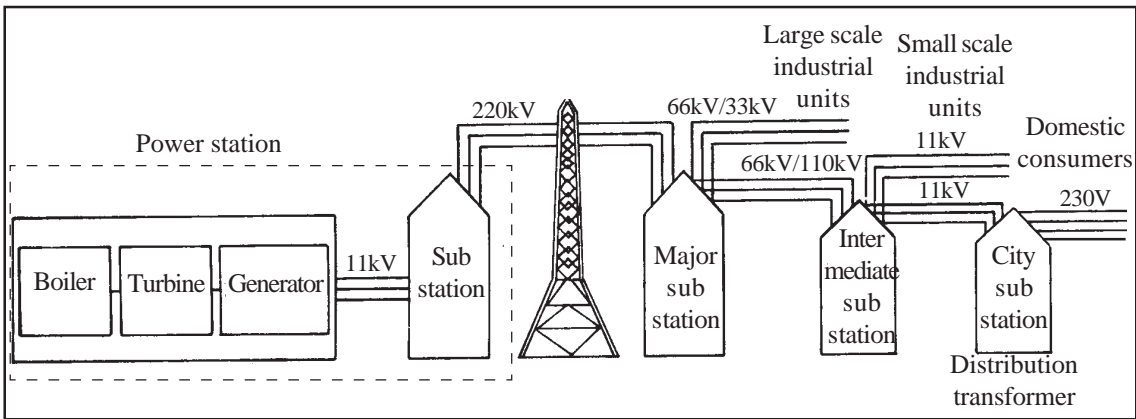 Large scale
industrial
units
Small scale
industrial
units
Domestic
consumers
Power station
220kV
66kV/33kV
66kV/110kV
11kV
11kV
230V
Boiler
Turbine
Generator
11kV
Sub
station
Major
sub
station
Inter
mediate
sub
station
City
sub
station
Distribution
transformer